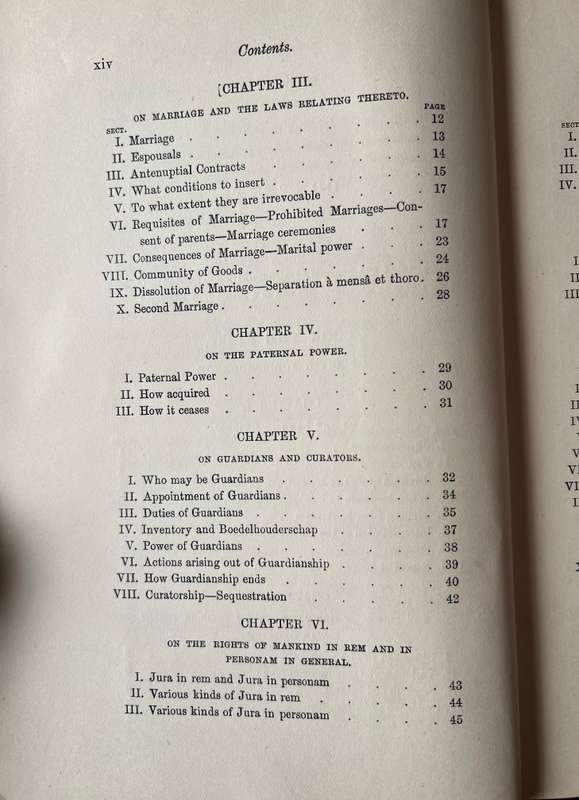 xiv
Contents.
[CHAPTER III.
ON MARRIAGE AND THE LAWS RELATING THERETO.
SECT. PAGE
I. Marriage . . . . . . . . 12
II. Espousals . . . . . . . . 13
III. Antenuptial Contracts . . . . . . 14
IV. What conditions to insert . . . . . . 15
V. To what extent they are irrevocable . . . . 17
VI. Requisites of Marriage—Prohibited Marriages—Con-
sent of parents—Marriage ceremonies . . . 17
VII. Consequences of Marriage—Marital power . . . 23
VIII. Community of Goods . . . . . . . 24
IX. Dissolution of Marriage—Separation à mensâ et thoro . 26
X. Second Marriage . . . . . . . . 28
CHAPTER IV.
ON THE PATERNAL POWER.
I. Paternal Power . . . . . . . . 29
II. How acquired . . . . . . . . 30
III. How it ceases . . . . . . . . 31
CHAPTER V.
ON GUARDIANS AND CURATORS.
I. Who may be Guardians . . . . . . 32
II. Appointment of Guardians . . . . . . 34
III. Duties of Guardians . . . . . . . 35
IV. Inventory and Boedelhouderschap . . . . 37
V. Power of Guardians . . . . . . . 38
VI. Actions arising out of Guardianship . . . . 39
VII. How Guardianship ends . . . . . . 40
VIII. Curatorship—Sequestration . . . . . 42
CHAPTER VI.
ON THE RIGHTS OF MANKIND IN REM AND IN
PERSONAM IN GENERAL.
I. Jura in rem and Jura in personam . . . . 43
II. Various kinds of Jura in rem . . . . . 44
III. Various kinds of Jura in personam . . . . 45
SECT.
I.
II.
III.
IV.